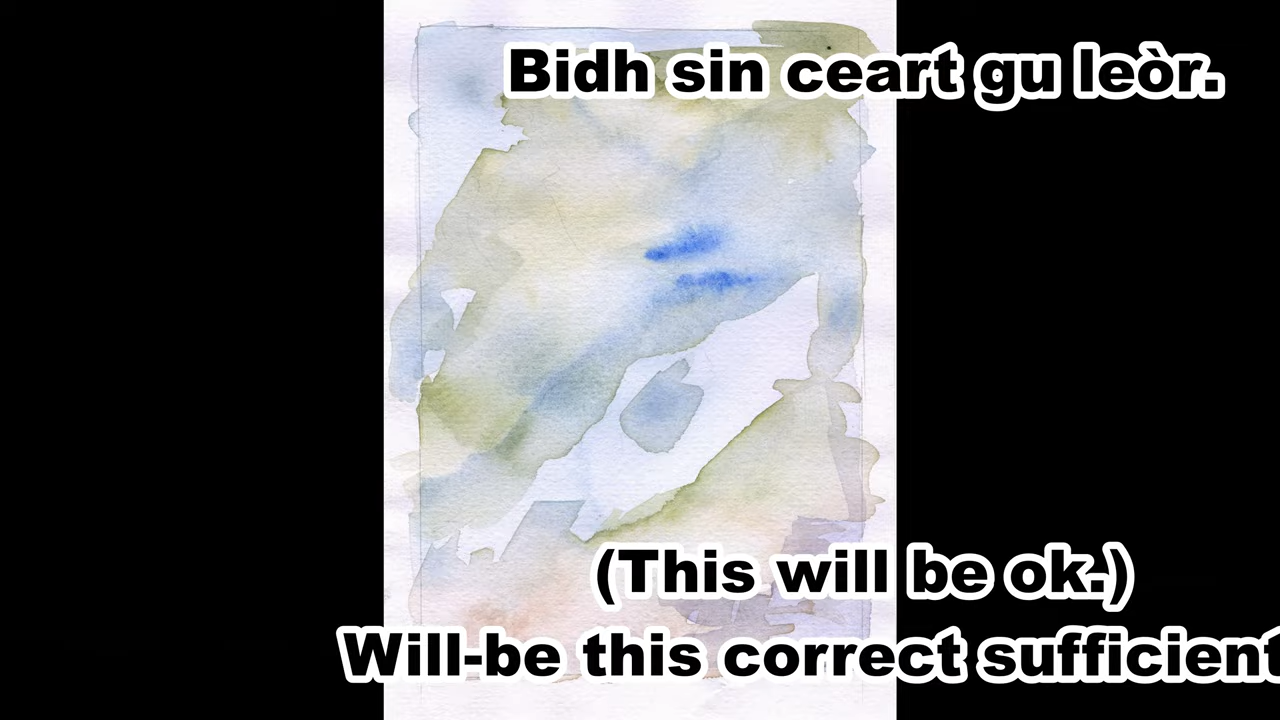 Bidh sin ceart gu leòr.
(This will be ok.)
Will-be this correct sufficient